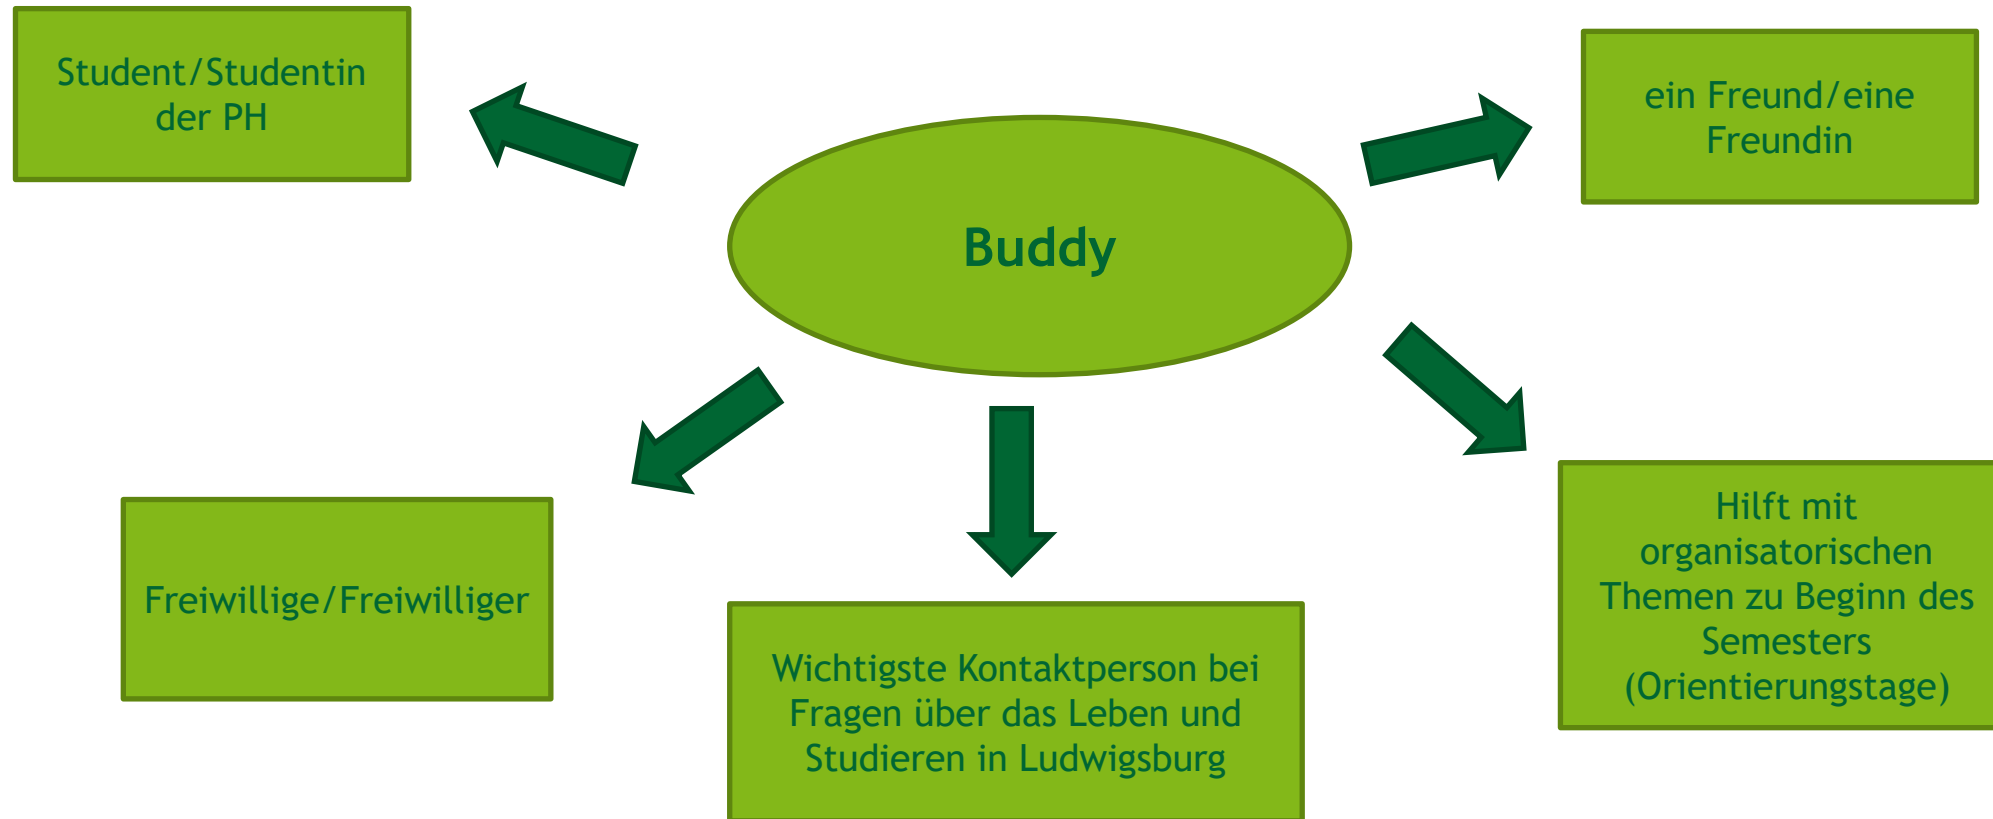 Student/Studentin
der PH
ein Freund/eine
Freundin
Buddy
Freiwillige/Freiwilliger
Wichtigste Kontaktperson bei
Fragen über das Leben und
Studieren in Ludwigsburg
Hilft mit
organisatorischen
Themen zu Beginn des
Semesters
(Orientierungstage)